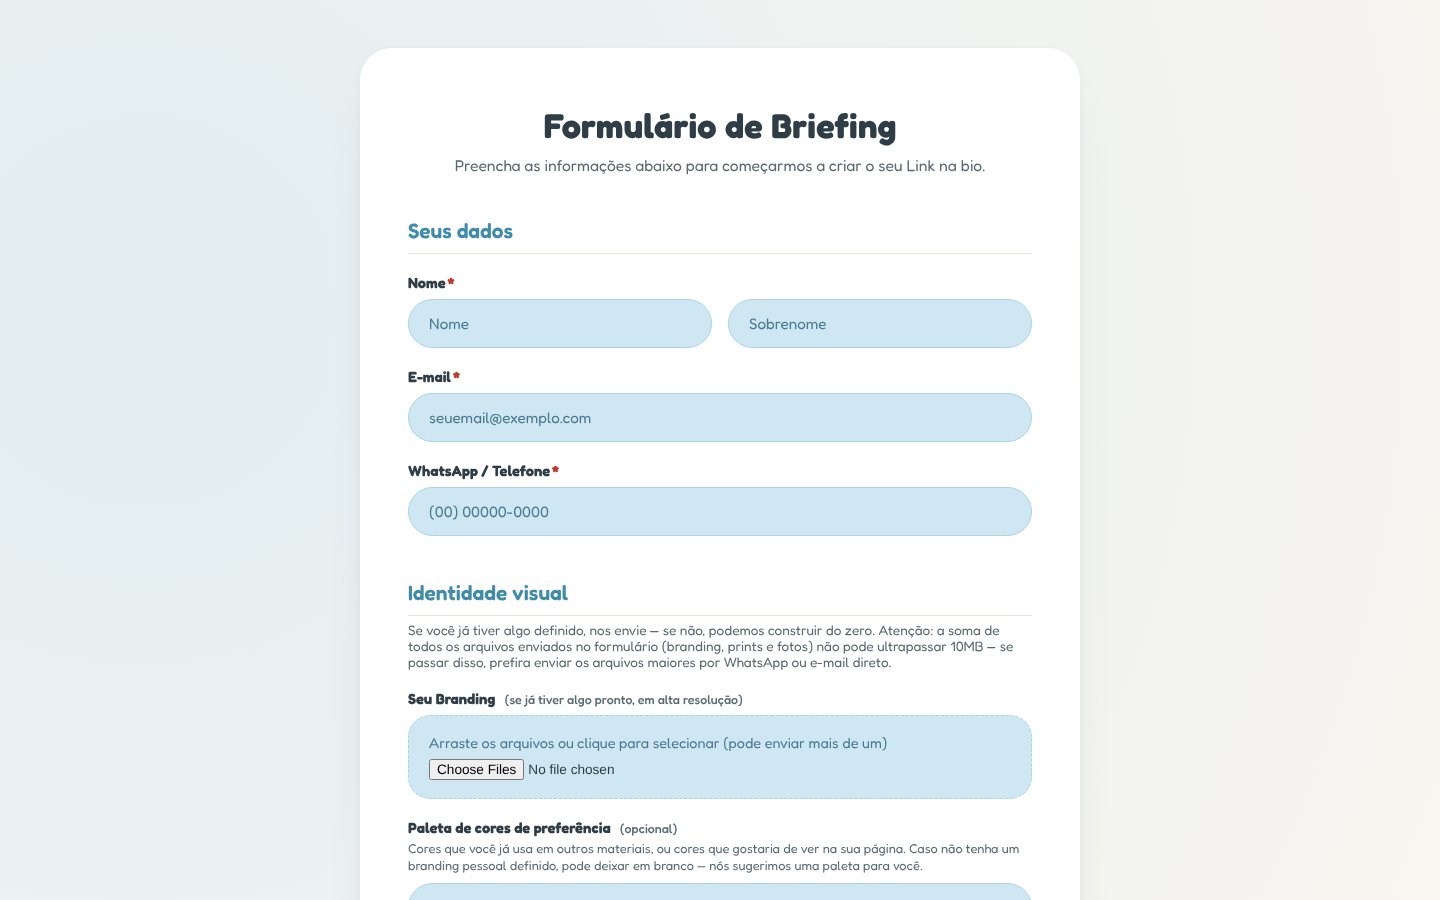 Formulário de Briefing
Preencha as informações abaixo para começarmos a criar o seu Link na bio.
Seus dados
Nome*
Nome
Sobrenome
E-mail*
seuemail@exemplo.com
WhatsApp / Telefone*
(00) 00000-0000
Identidade visual
Se você já tiver algo definido, nos envie — se não, podemos construir do zero. Atenção: a soma de
todos os arquivos enviados no formulário (branding, prints e fotos) não pode ultrapassar 10MB — se
passar disso, prefira enviar os arquivos maiores por WhatsApp ou e-mail direto.
Seu Branding (se já tiver algo pronto, em alta resolução)
Arraste os arquivos ou clique para selecionar (pode enviar mais de um)
Choose Files No file chosen
Paleta de cores de preferência (opcional)
Cores que você já usa em outros materiais, ou cores que gostaria de ver na sua página. Caso não tenha um
branding pessoal definido, pode deixar em branco — nós sugerimos uma paleta para você.